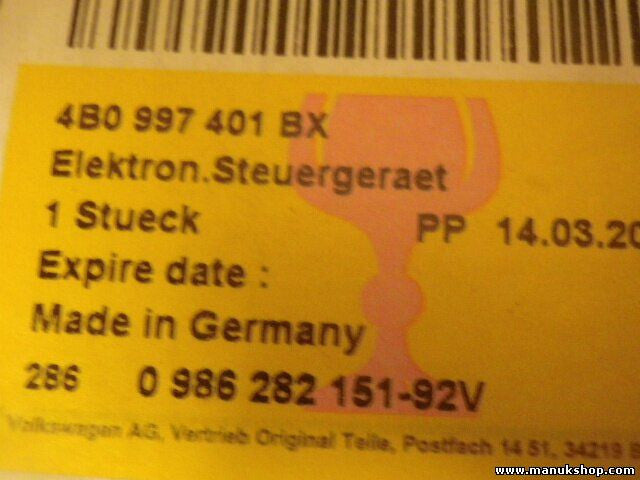 4B0 997 401 BX
Elektron.Steuergeraet
1 Stueck PP 14.03.20
Expire date :
Made in Germany
286 0 986 282 151-92V
Volkswagen AG, Vertrieb Original Teile, Postfach 14 51, 34219
www.manukshop.com